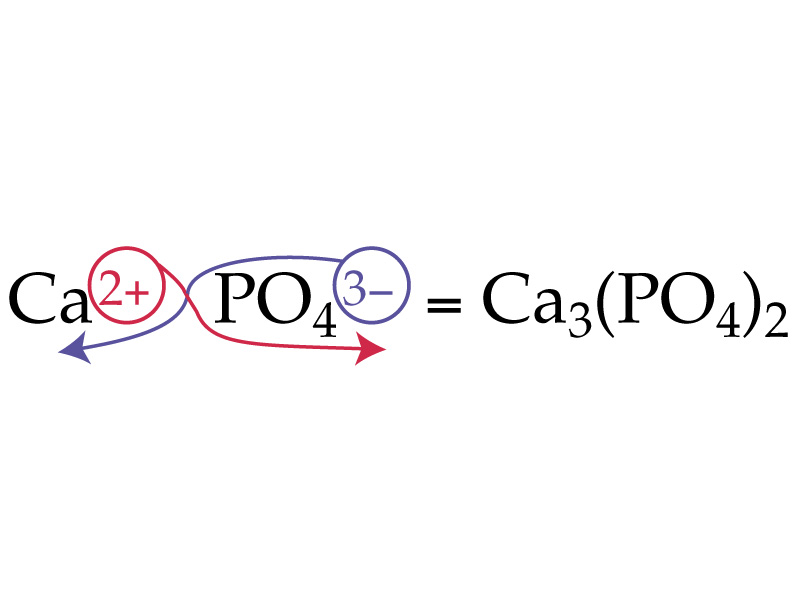 Ca²⁺ PO₄³⁻ = Ca₃(PO₄)₂